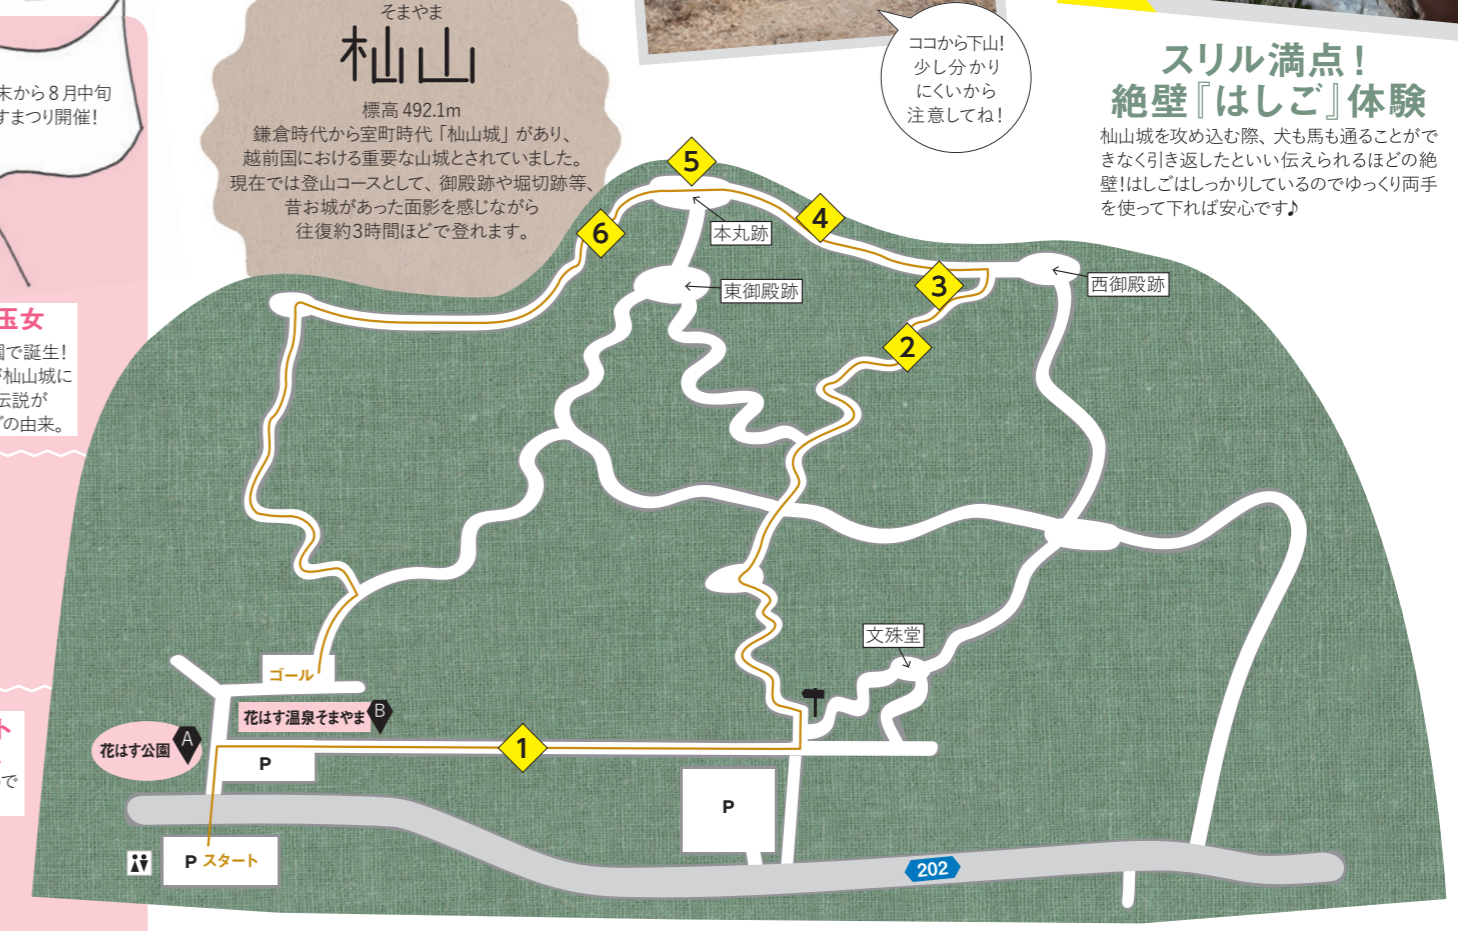 末から8月中旬
すまつり開催！
玉女
園で誕生！
が杣山城に
伝説が
どの由来。
ト
で
そまやま
杣山
標高 492.1m
鎌倉時代から室町時代「杣山城」があり、
越前国における重要な山城とされていました。
現在では登山コースとして、御殿跡や堀切跡等、
昔お城があった面影を感じながら
往復約3時間ほどで登れます。
ココから下山！
少し分かり
にくいから
注意してね！
スリル満点！
絶壁『はしご』体験
杣山城を攻め込む際、犬も馬も通ることがで
きなく引き返したといい伝えられるほどの絶
壁！はしごはしっかりしているのでゆっくり両手
を使って下れば安心です♪
5
4
6
本丸跡
3
西御殿跡
東御殿跡
2
文殊堂
ゴール
花はす温泉そまやま
B
花はす公園
A
1
P
P
P スタート
202